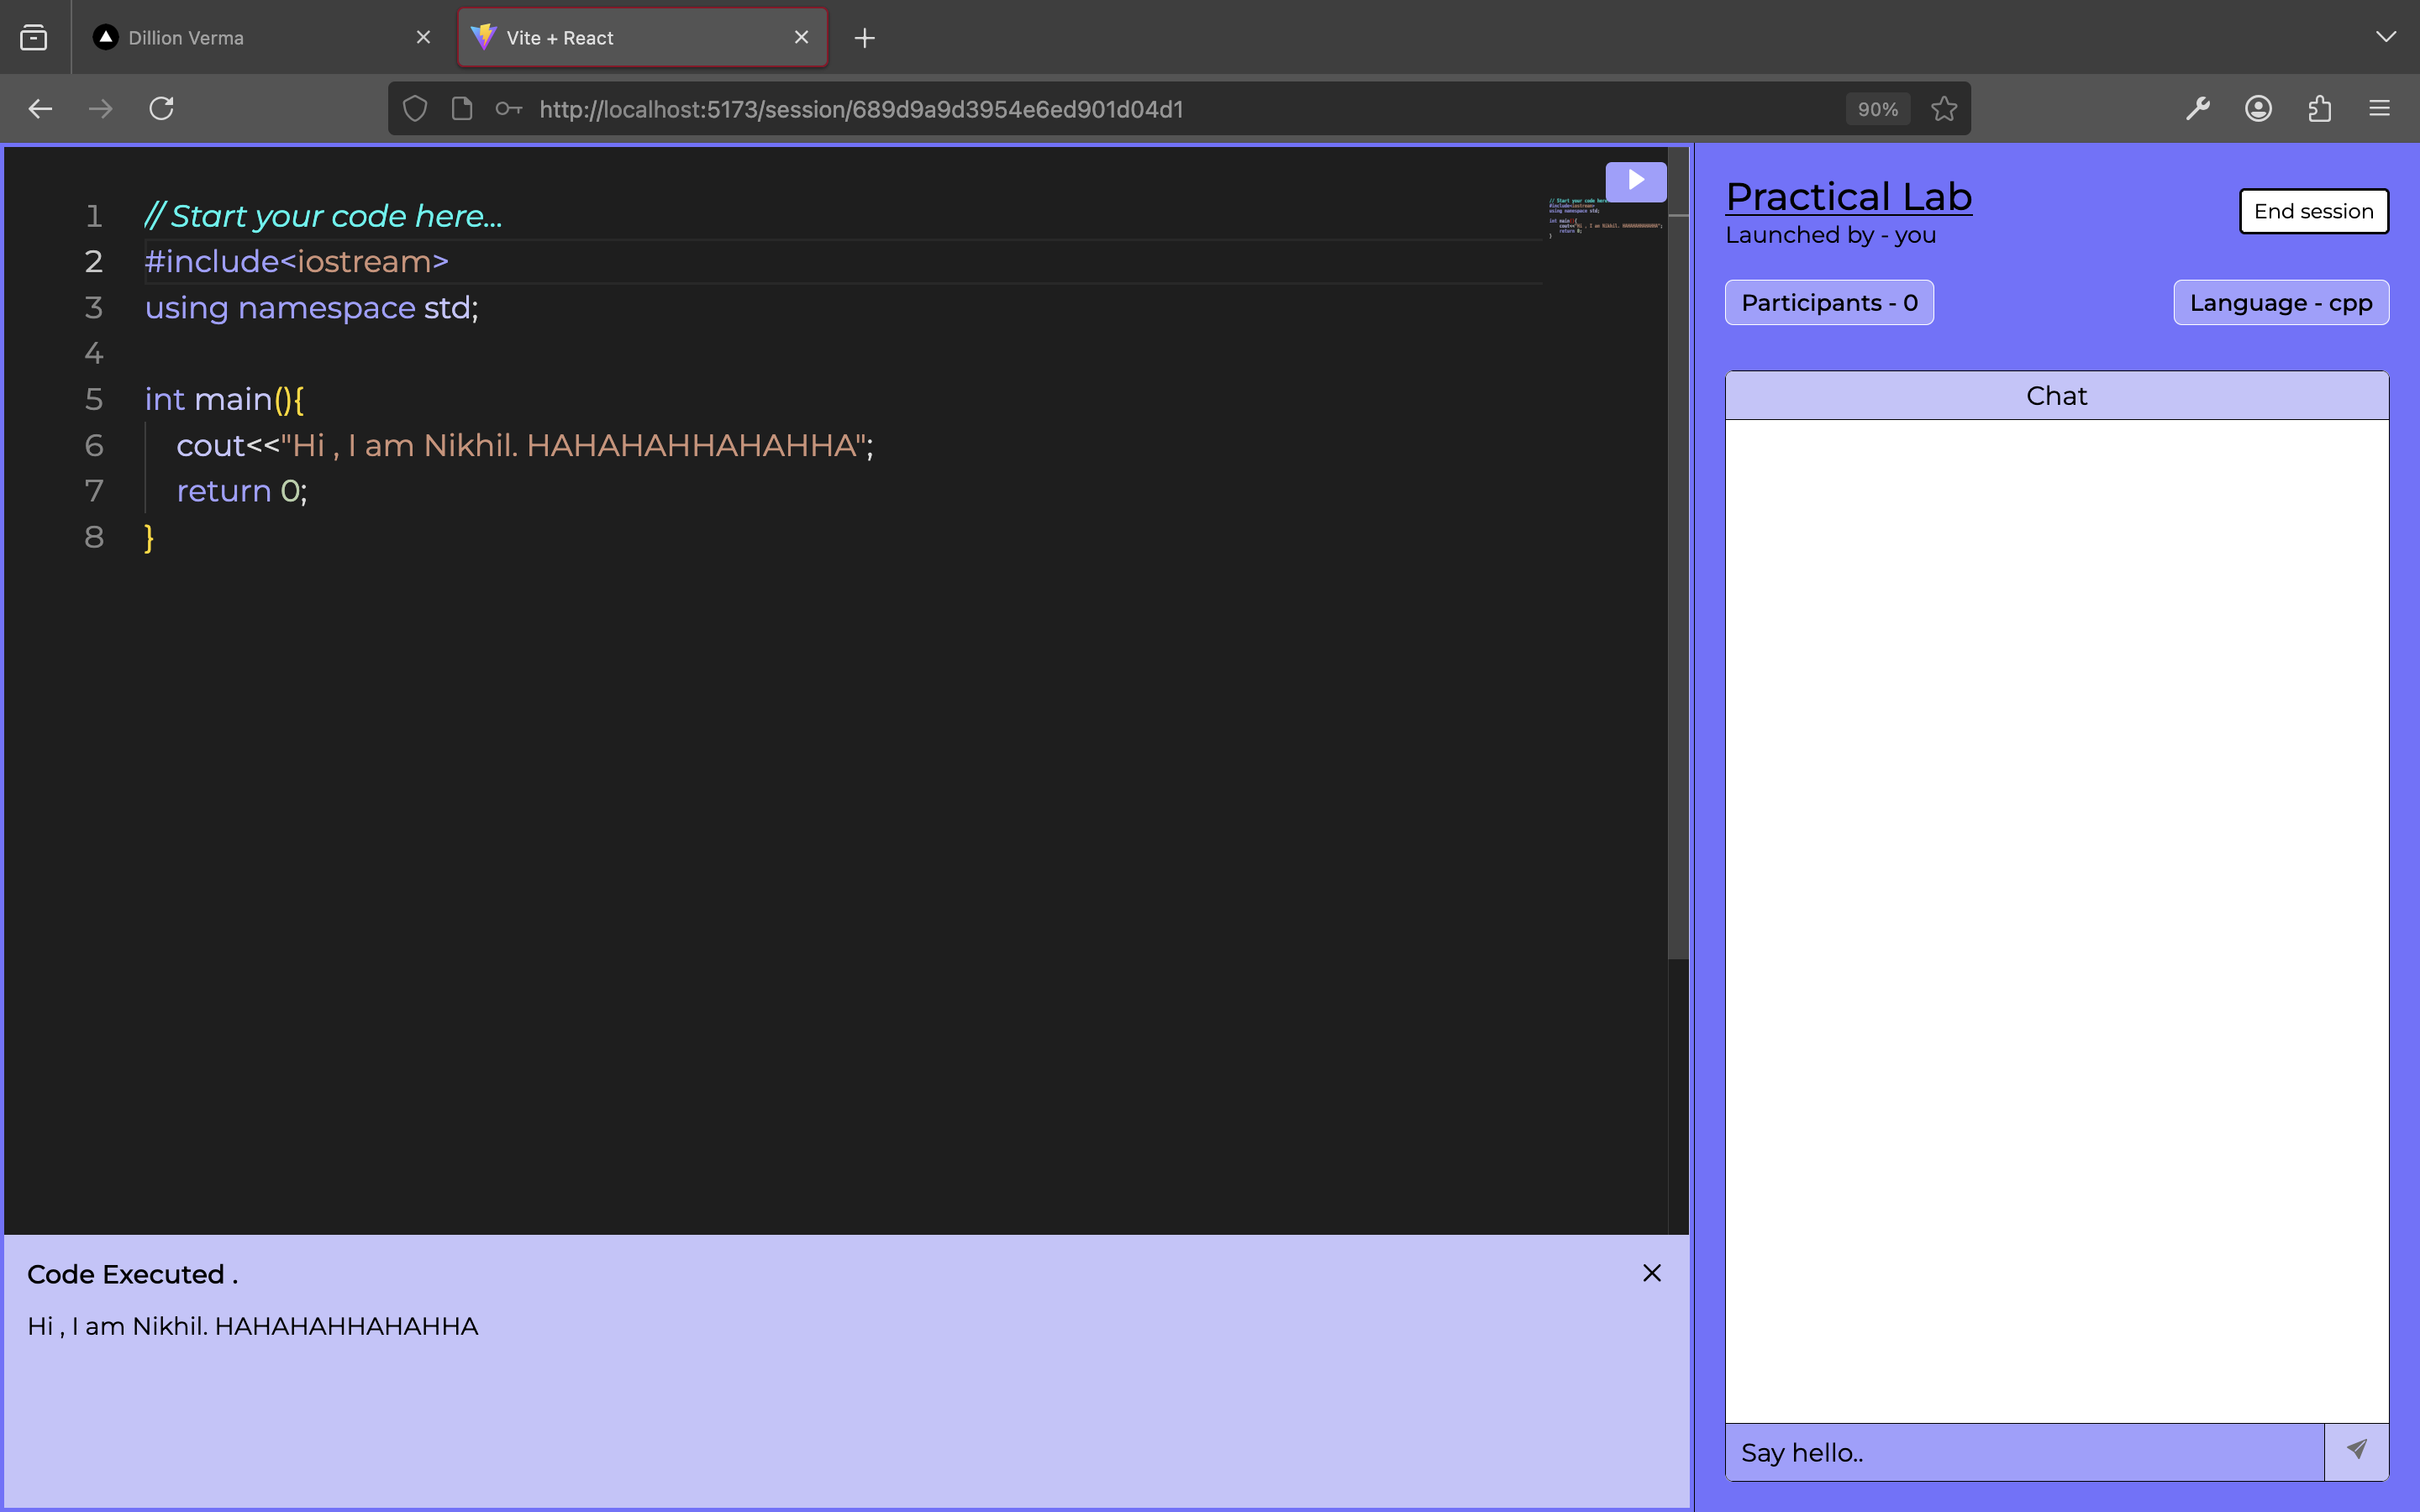 Dillion Verma
Vite + React
http://localhost:5173/session/689d9a9d3954e6ed901d04d1
90%
1 // Start your code here...
2 #include<iostream>
3 using namespace std;
4
5 int main(){
6 cout<<"Hi , I am Nikhil. HAHAHAHHAHAHHA";
7 return 0;
8 }
Code Executed .
Hi , I am Nikhil. HAHAHAHHAHAHHA
Practical Lab
Launched by - you
End session
Participants - 0
Language - cpp
Chat
Say hello..